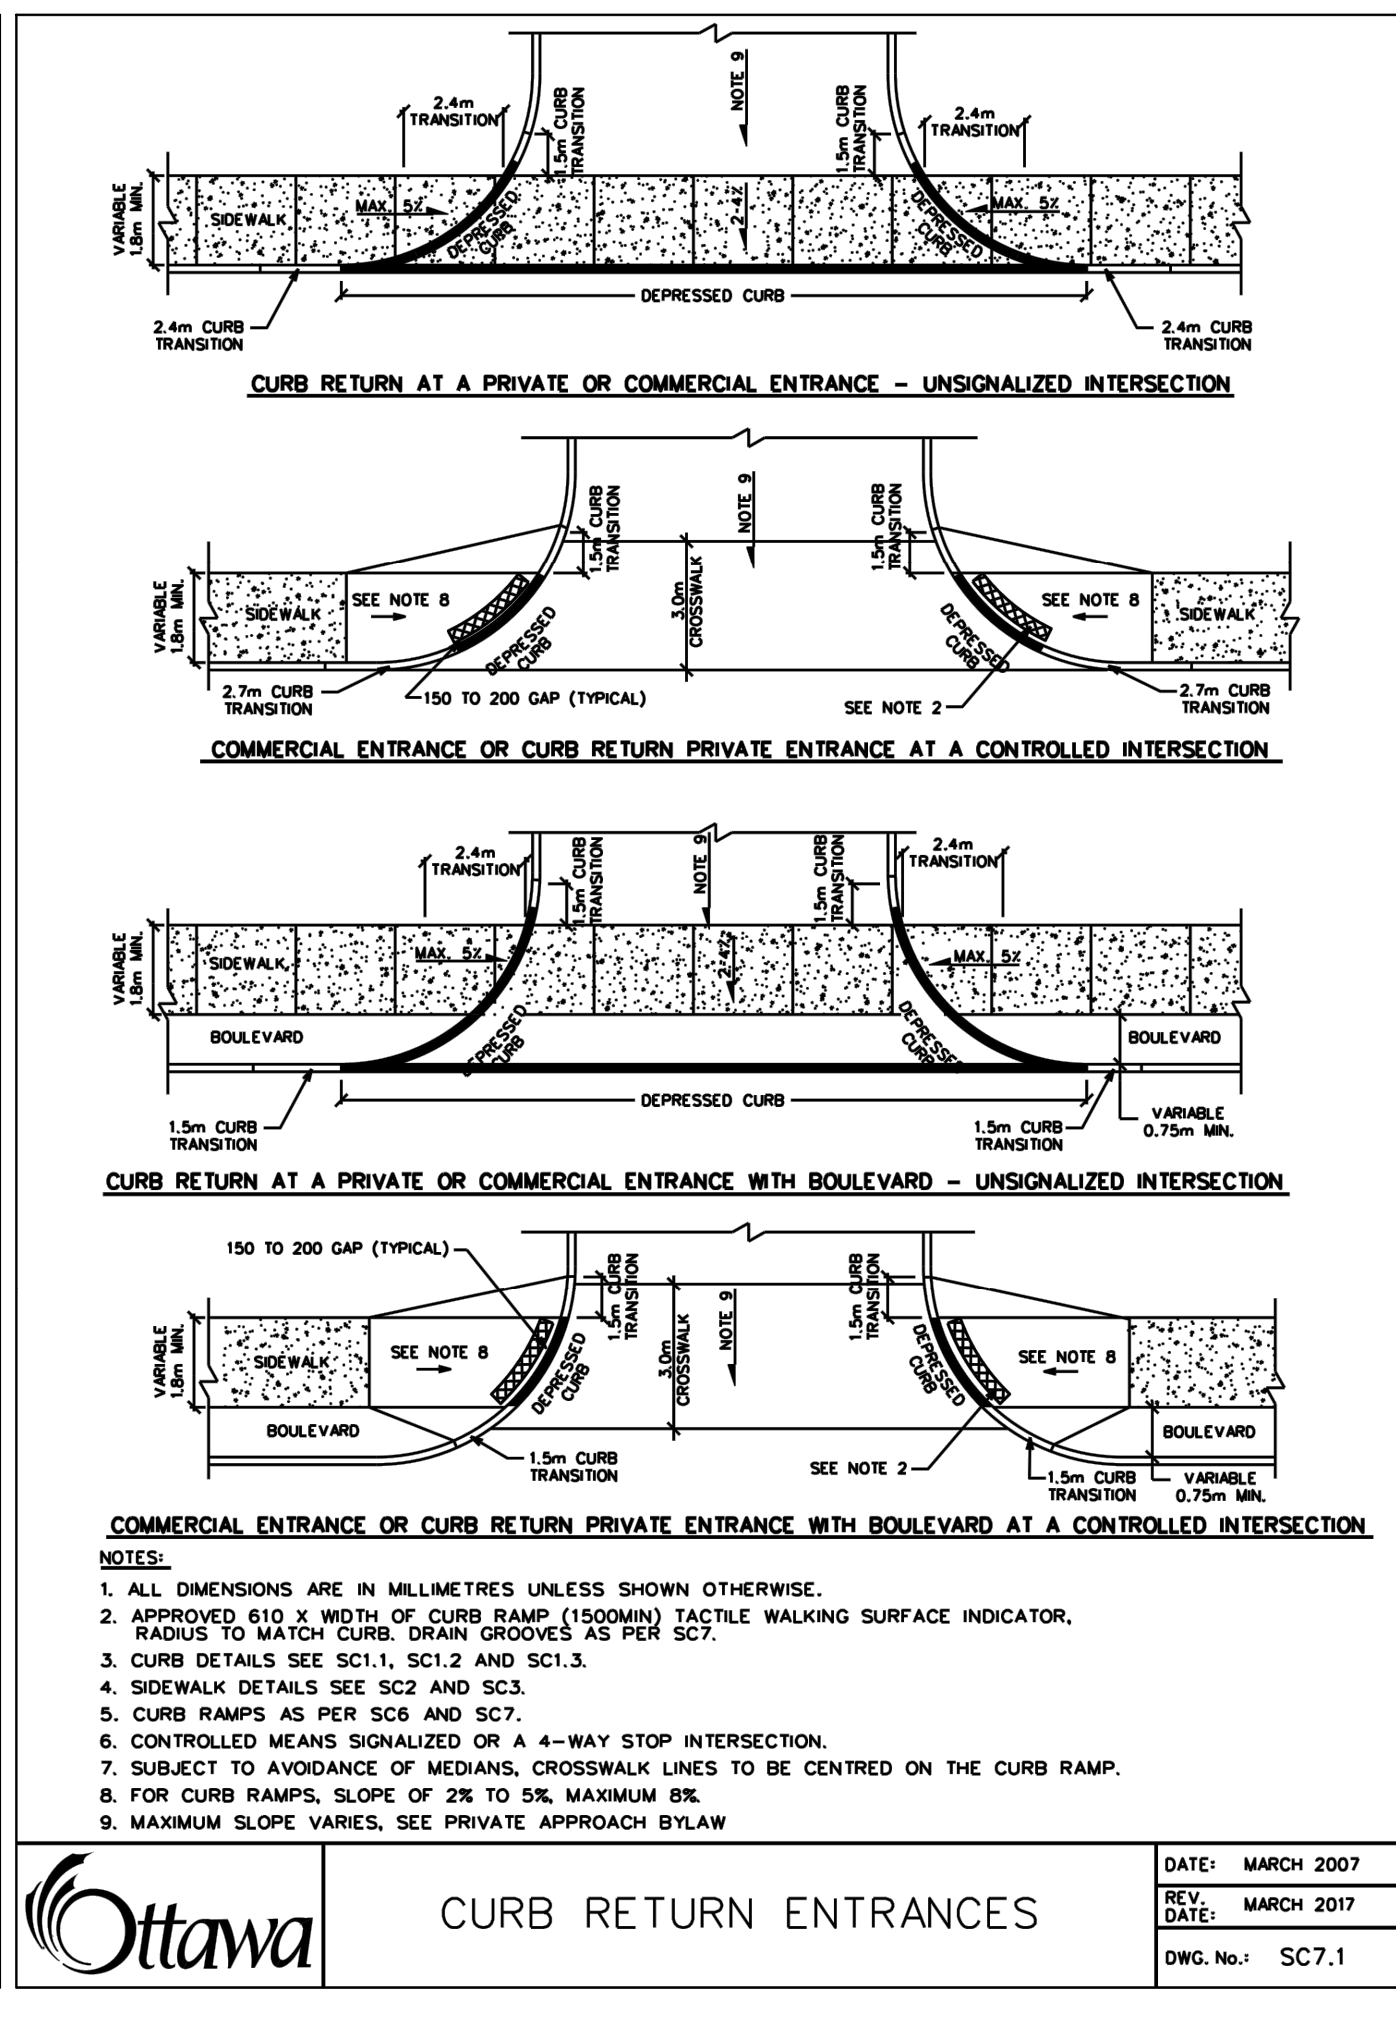 2.4m
TRANSITION
1.5m CURB
TRANSITION
NOTE 9
1.5m CURB
TRANSITION
2.4m
TRANSITION
VARIABLE
1.8m MIN.
SIDEWALK
MAX. 5%
DEPRESSED
CURB
2-4%
DEPRESSED
CURB
MAX. 5%
DEPRESSED CURB
2.4m CURB
TRANSITION
2.4m CURB
TRANSITION
CURB RETURN AT A PRIVATE OR COMMERCIAL ENTRANCE - UNSIGNALIZED INTERSECTION
1.5m CURB
TRANSITION
NOTE 9
1.5m CURB
TRANSITION
VARIABLE
1.8m MIN.
SIDEWALK
SEE NOTE 8
DEPRESSED
CURB
3.0m
CROSSWALK
DEPRESSED
CURB
SEE NOTE 8
SIDEWALK
2.7m CURB
TRANSITION
150 TO 200 GAP (TYPICAL)
SEE NOTE 2
2.7m CURB
TRANSITION
COMMERCIAL ENTRANCE OR CURB RETURN PRIVATE ENTRANCE AT A CONTROLLED INTERSECTION
2.4m
TRANSITION
1.5m CURB
TRANSITION
NOTE 9
1.5m CURB
TRANSITION
2.4m
TRANSITION
VARIABLE
1.8m MIN.
SIDEWALK
MAX. 5%
2-4%
MAX. 5%
BOULEVARD
DEPRESSED
CURB
DEPRESSED
CURB
BOULEVARD
DEPRESSED CURB
1.5m CURB
TRANSITION
1.5m CURB
TRANSITION
VARIABLE
0.75m MIN.
CURB RETURN AT A PRIVATE OR COMMERCIAL ENTRANCE WITH BOULEVARD - UNSIGNALIZED INTERSECTION
150 TO 200 GAP (TYPICAL)
1.5m CURB
TRANSITION
NOTE 9
1.5m CURB
TRANSITION
VARIABLE
1.8m MIN.
SIDEWALK
SEE NOTE 8
DEPRESSED
CURB
3.0m
CROSSWALK
DEPRESSED
CURB
SEE NOTE 8
BOULEVARD
BOULEVARD
1.5m CURB
TRANSITION
SEE NOTE 2
1.5m CURB
TRANSITION
VARIABLE
0.75m MIN.
COMMERCIAL ENTRANCE OR CURB RETURN PRIVATE ENTRANCE WITH BOULEVARD AT A CONTROLLED INTERSECTION
NOTES:
1. ALL DIMENSIONS ARE IN MILLIMETRES UNLESS SHOWN OTHERWISE.
2. APPROVED 610 X WIDTH OF CURB RAMP (1500MIN) TACTILE WALKING SURFACE INDICATOR,
RADIUS TO MATCH CURB. DRAIN GROOVES AS PER SC7.
3. CURB DETAILS SEE SC1.1, SC1.2 AND SC1.3.
4. SIDEWALK DETAILS SEE SC2 AND SC3.
5. CURB RAMPS AS PER SC6 AND SC7.
6. CONTROLLED MEANS SIGNALIZED OR A 4-WAY STOP INTERSECTION.
7. SUBJECT TO AVOIDANCE OF MEDIANS, CROSSWALK LINES TO BE CENTRED ON THE CURB RAMP.
8. FOR CURB RAMPS, SLOPE OF 2% TO 5%, MAXIMUM 8%.
9. MAXIMUM SLOPE VARIES, SEE PRIVATE APPROACH BYLAW
Ottawa
CURB RETURN ENTRANCES
DATE: MARCH 2007
REV.
DATE: MARCH 2017
DWG. No.: SC7.1